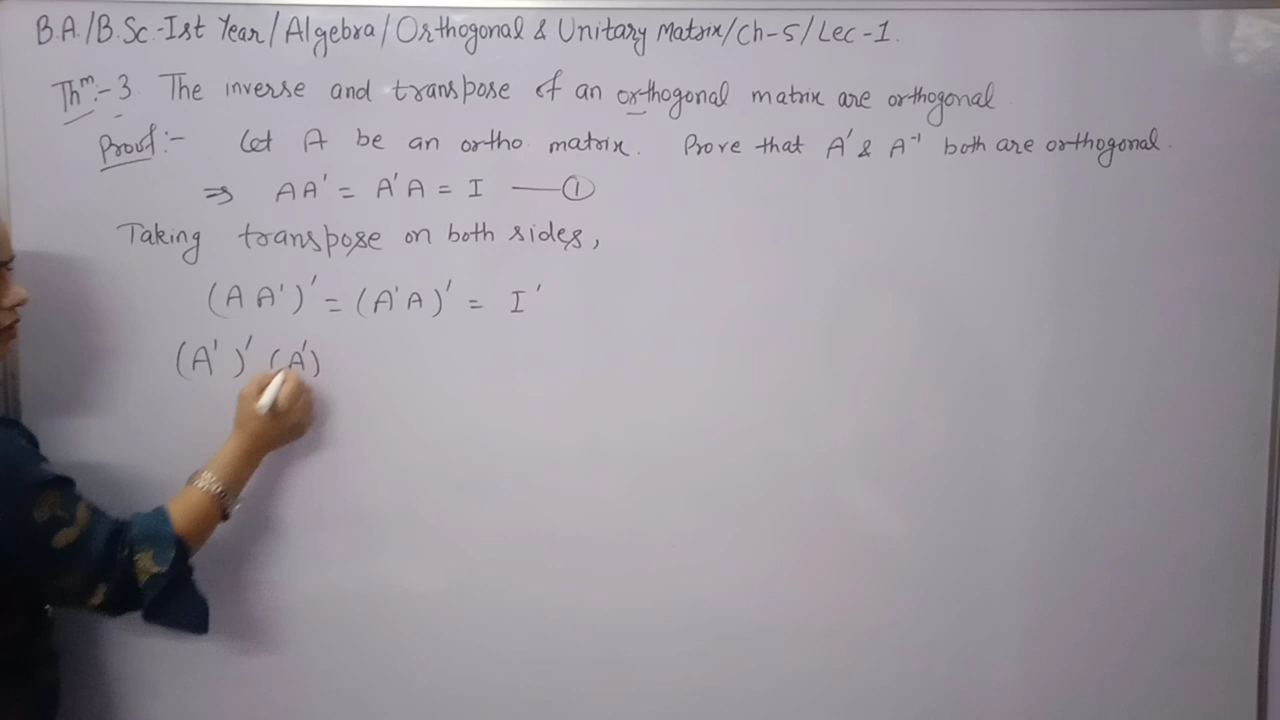 B.A./B.Sc.-Ist Year/Algebra/Orthogonal & Unitary Matrix/Ch-5/Lec-1.
Thm:-3. The inverse and transpose of an orthogonal matrix are orthogonal.
Proof:- Let A be an ortho. matrix. Prove that A' & A⁻¹ both are orthogonal.
⇒ AA' = A'A = I —— ①
Taking transpose on both sides,
(AA')' = (A'A)' = I'
(A')' (A')